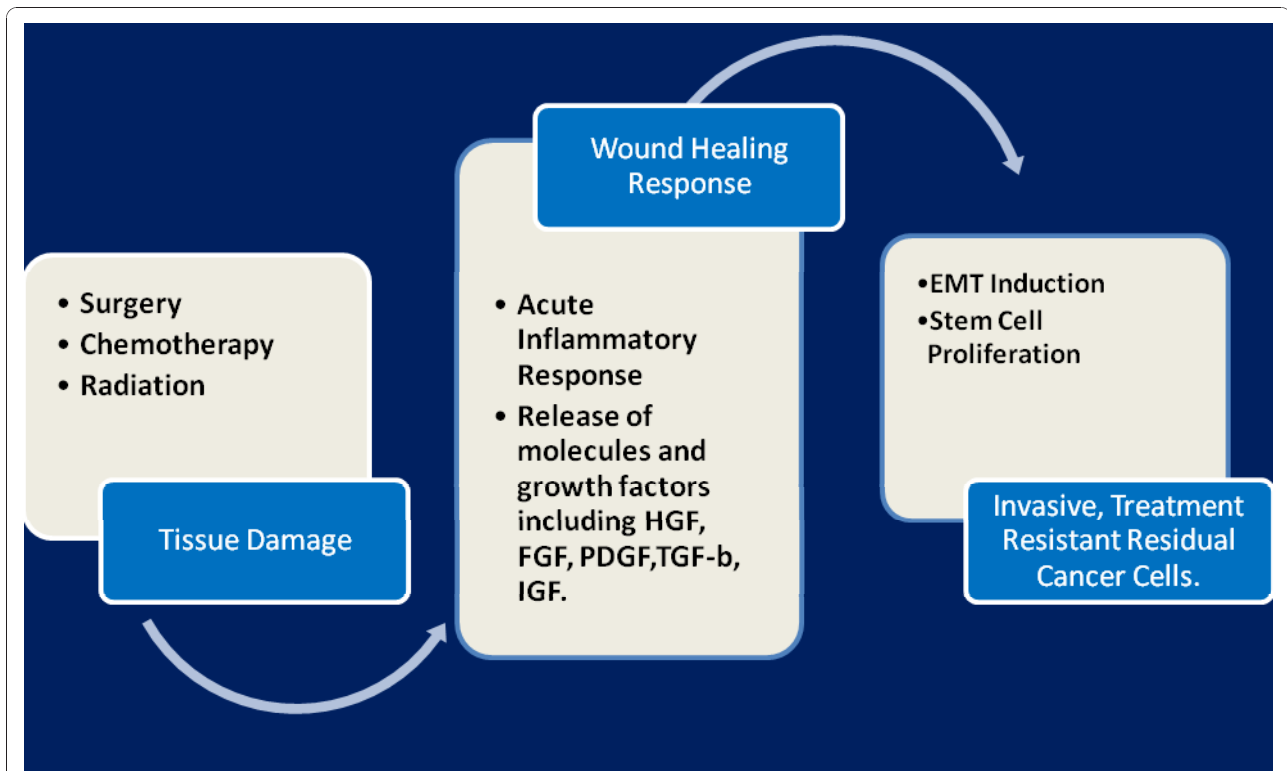 • Surgery
• Chemotherapy
• Radiation
Tissue Damage
Wound Healing
Response
• Acute
Inflammatory
Response
• Release of
molecules and
growth factors
including HGF,
FGF, PDGF,TGF-b,
IGF.
•EMT Induction
•Stem Cell
Proliferation
Invasive, Treatment
Resistant Residual
Cancer Cells.